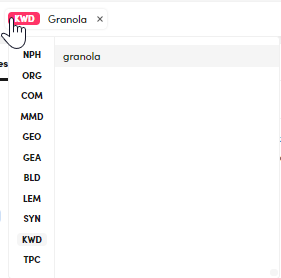 KWD Granola ×
es
NPH granola
ORG
COM
MMD
GEO
GEA
BLD
LEM
SYN
KWD
TPC